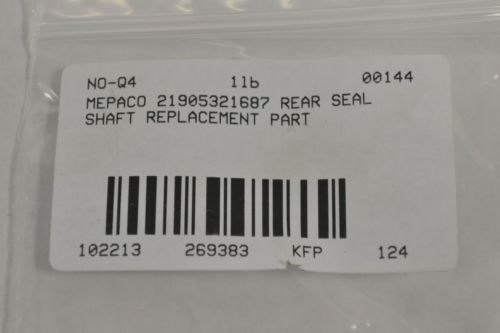 NO-Q4 1lb 00144
MEPACO 21905321687 REAR SEAL
SHAFT REPLACEMENT PART
102213 269383 KFP 124